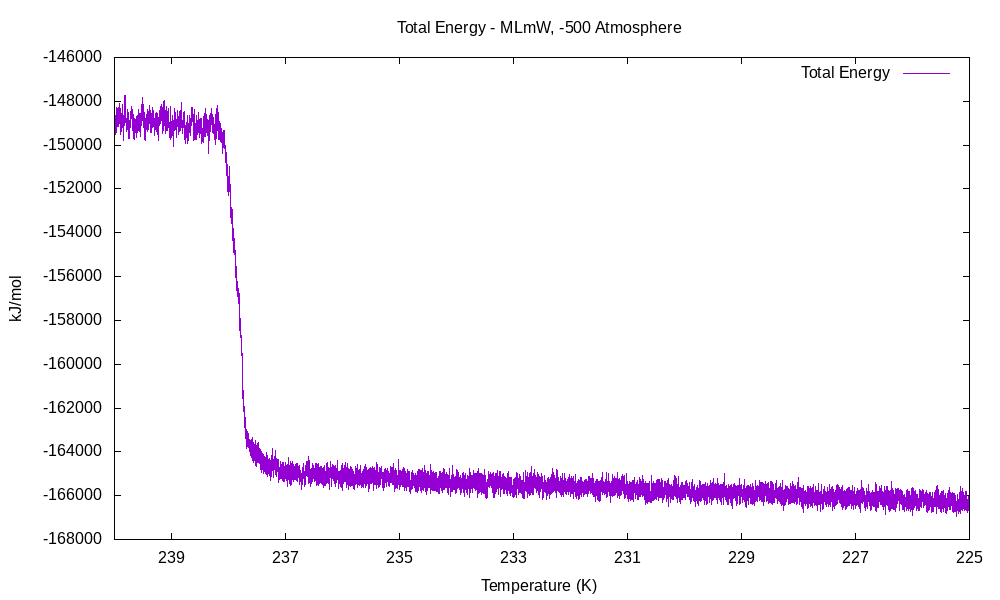 Total Energy - MLmW, -500 Atmosphere
Total Energy
-146000
-148000
-150000
-152000
-154000
-156000
-158000
-160000
-162000
-164000
-166000
-168000
kJ/mol
239 237 235 233 231 229 227 225
Temperature (K)